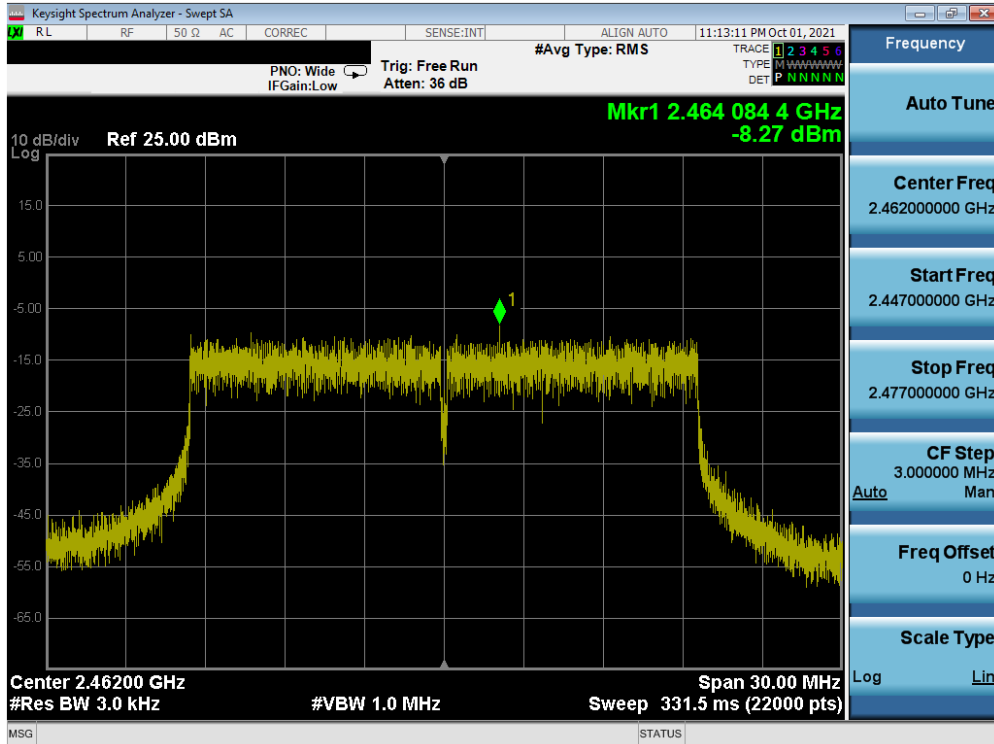 Keysight Spectrum Analyzer - Swept SA
LXI RL RF 50 Ω AC CORREC SENSE:INT ALIGN AUTO 11:13:11 PM Oct 01, 2021
PNO: Wide
IFGain:Low
Trig: Free Run
Atten: 36 dB
#Avg Type: RMS
TRACE 1 2 3 4 5 6
TYPE M WWWWW
DET P N N N N N
Mkr1 2.464 084 4 GHz
-8.27 dBm
10 dB/div Ref 25.00 dBm
Log
15.0
5.00
-5.00
-15.0
-25.0
-35.0
-45.0
-55.0
-65.0
1
Center 2.46200 GHz Span 30.00 MHz
#Res BW 3.0 kHz #VBW 1.0 MHz Sweep 331.5 ms (22000 pts)
MSG STATUS
Frequency
Auto Tune
Center Freq
2.462000000 GHz
Start Freq
2.447000000 GHz
Stop Freq
2.477000000 GHz
CF Step
3.000000 MHz
Auto Man
Freq Offset
0 Hz
Scale Type
Log Lin